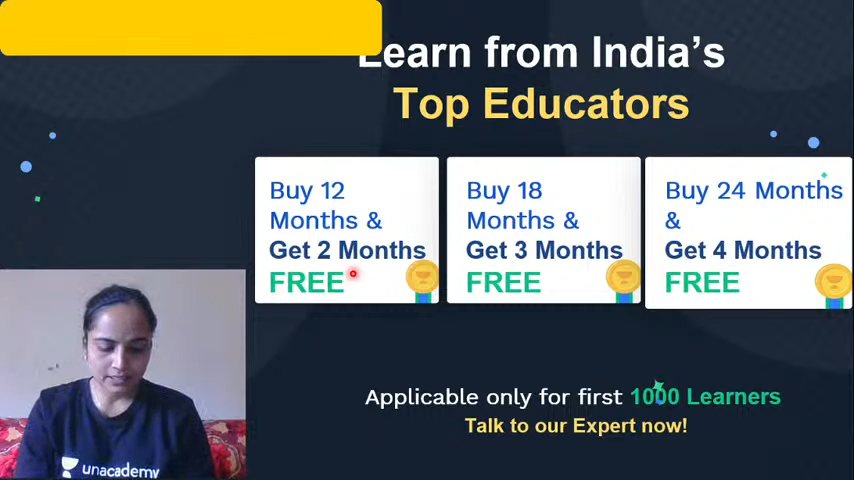 Learn from India's
Top Educators
Buy 12
Months &
Get 2 Months
FREE
Buy 18
Months &
Get 3 Months
FREE
Buy 24 Months
&
Get 4 Months
FREE
Applicable only for first 1000 Learners
Talk to our Expert now!
unacademy